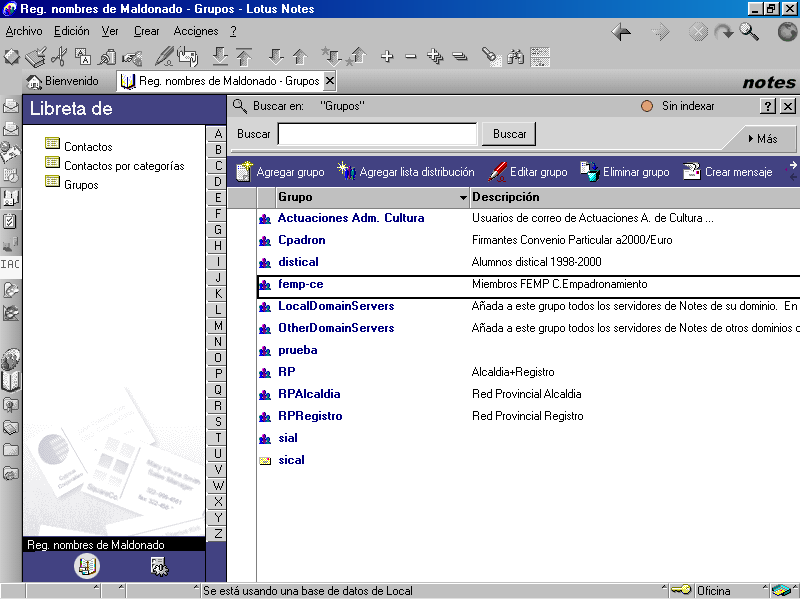 Reg. nombres de Maldonado - Grupos - Lotus Notes
Archivo Edición Ver Crear Acciones ?
Bienvenido
Reg. nombres de Maldonado - Grupos
notes
Libreta de
Contactos
Contactos por categorías
Grupos
A
B
C
D
E
F
G
H
I
J
K
L
M
N
O
P
Q
R
S
T
U
V
W
X
Y
Z
IAC
Buscar en: "Grupos"
Sin indexar
?
Buscar
Buscar
Más
Agregar grupo
Agregar lista distribución
Editar grupo
Eliminar grupo
Crear mensaje
Grupo Descripción
Actuaciones Adm. Cultura Usuarios de correo de Actuaciones A. de Cultura ...
Cpadron Firmantes Convenio Particular a2000/Euro
distical Alumnos distical 1998-2000
femp-ce Miembros FEMP C.Empadronamiento
LocalDomainServers Añada a este grupo todos los servidores de Notes de su dominio. En
OtherDomainServers Añada a este grupo todos los servidores de Notes de otros dominios
prueba
RP Alcaldia+Registro
RPAlcaldia Red Provincial Alcaldia
RPRegistro Red Provincial Registro
sial
sical
Reg. nombres de Maldonado
Se está usando una base de datos de Local
Oficina